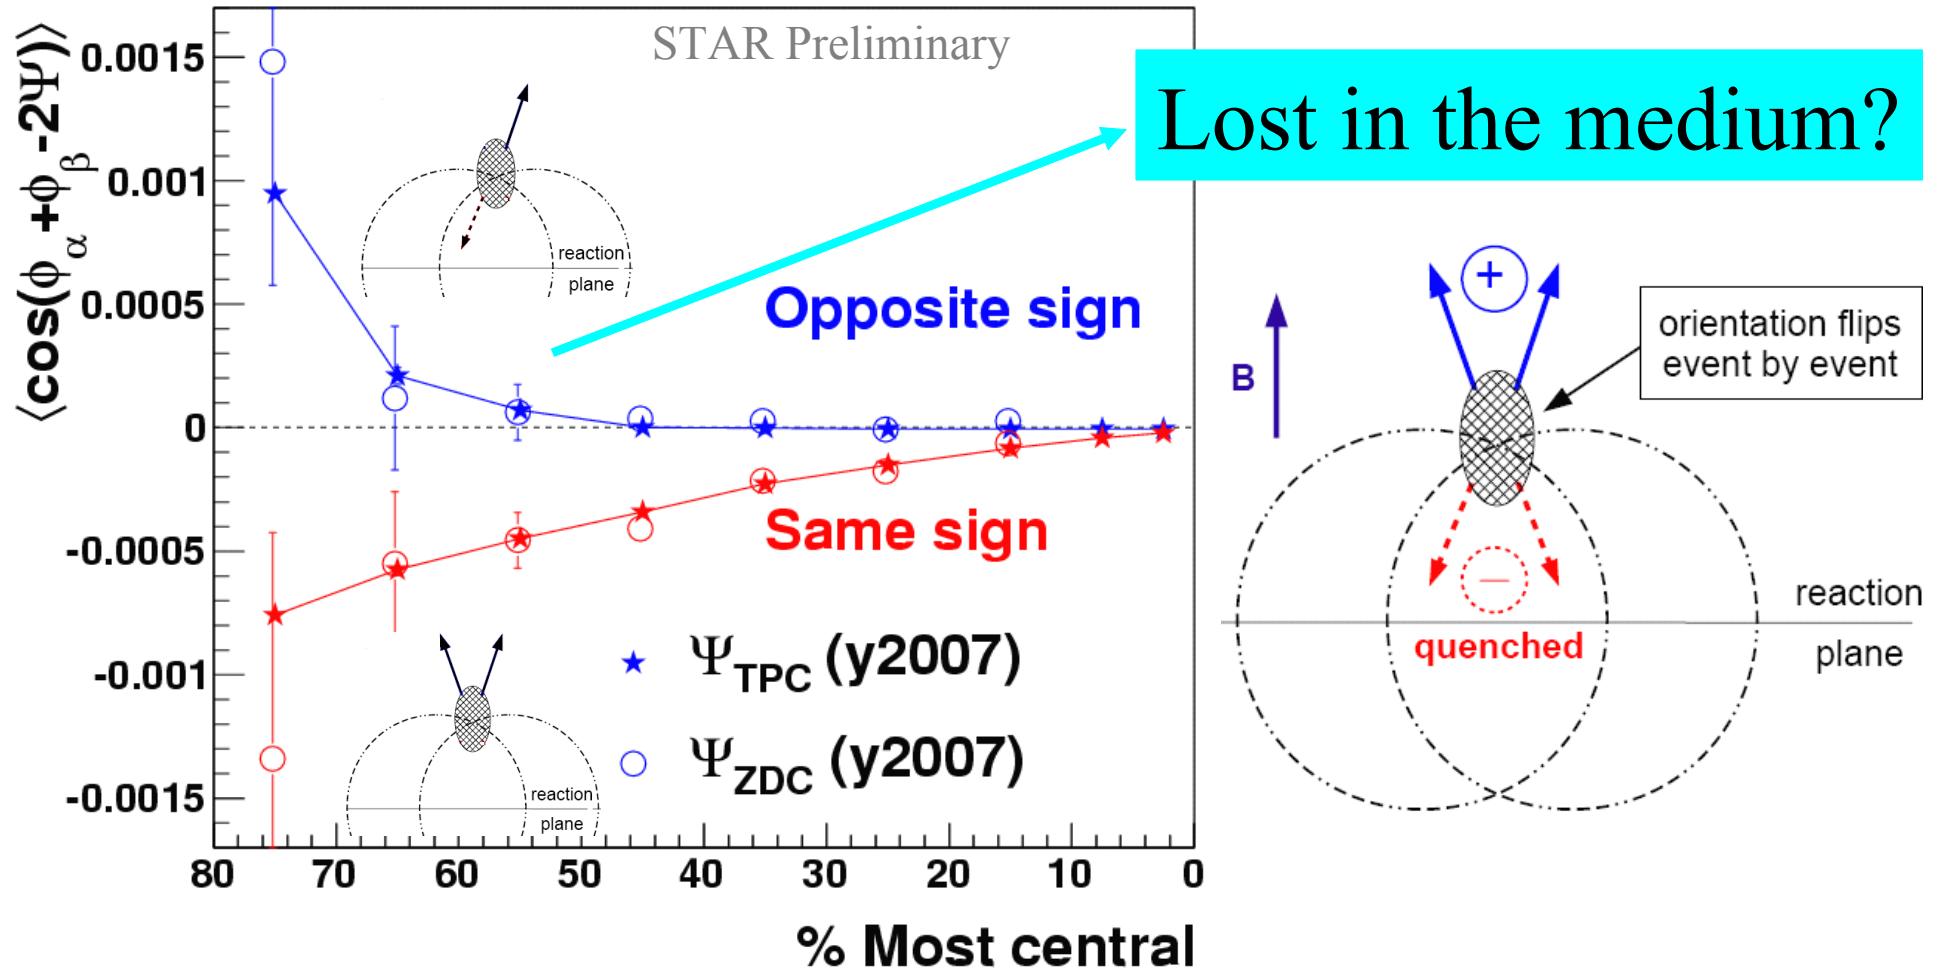 STAR Preliminary
⟨cos(ϕα +ϕβ -2Ψ)⟩
0.0015
0.001
0.0005
0
-0.0005
-0.001
-0.0015
reaction
plane
Opposite sign
Same sign
ΨTPC (y2007)
ΨZDC (y2007)
reaction
plane
80 70 60 50 40 30 20 10 0
% Most central
Lost in the medium?
+
B
orientation flips
event by event
−
quenched
reaction
plane